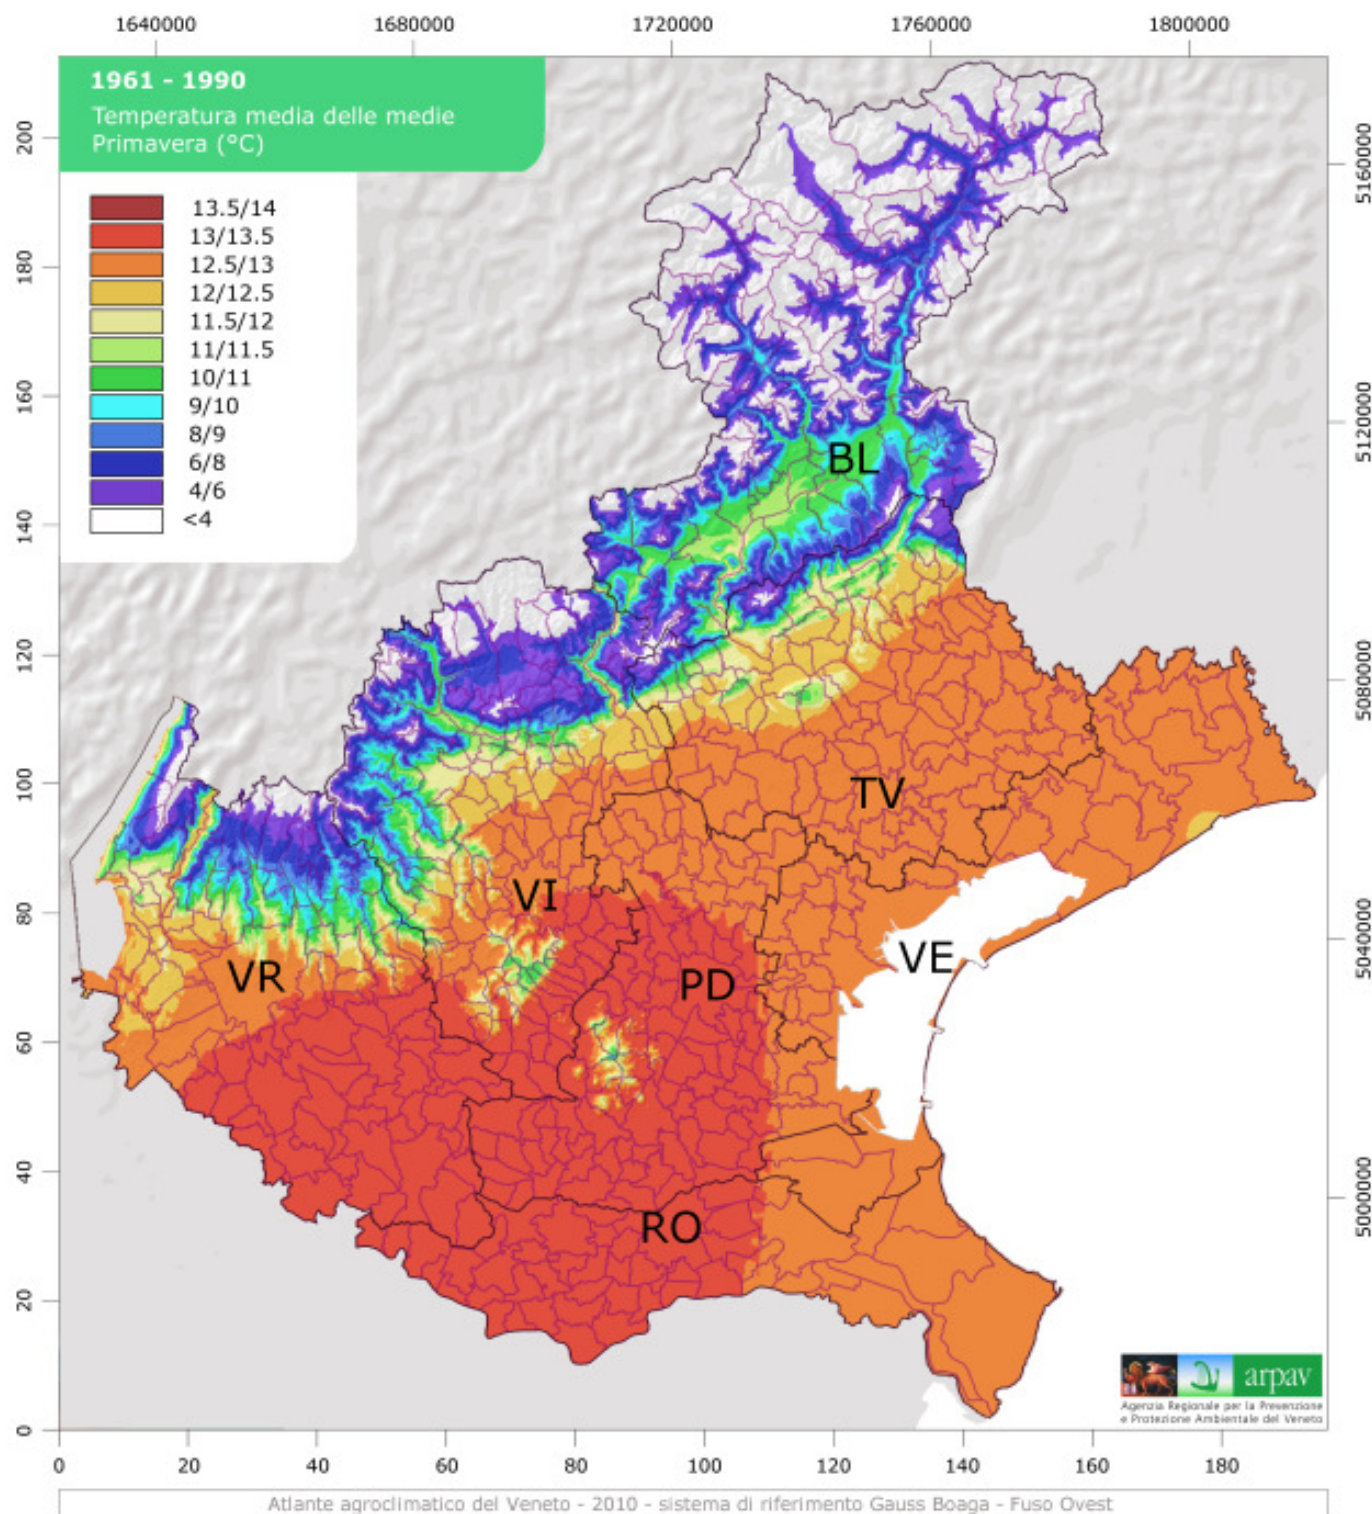 1640000 1680000 1720000 1760000 1800000
1961 - 1990
Temperatura media delle medie
Primavera (°C)
13.5/14
13/13.5
12.5/13
12/12.5
11.5/12
11/11.5
10/11
9/10
8/9
6/8
4/6
<4
200
180
160
140
120
100
80
60
40
20
0
5160000
5120000
5080000
5040000
5000000
BL
TV
VI
VE
VR
PD
RO
arpav
Agenzia Regionale per la Prevenzione
e Protezione Ambientale del Veneto
0 20 40 60 80 100 120 140 160 180
Atlante agroclimatico del Veneto - 2010 - sistema di riferimento Gauss Boaga - Fuso Ovest